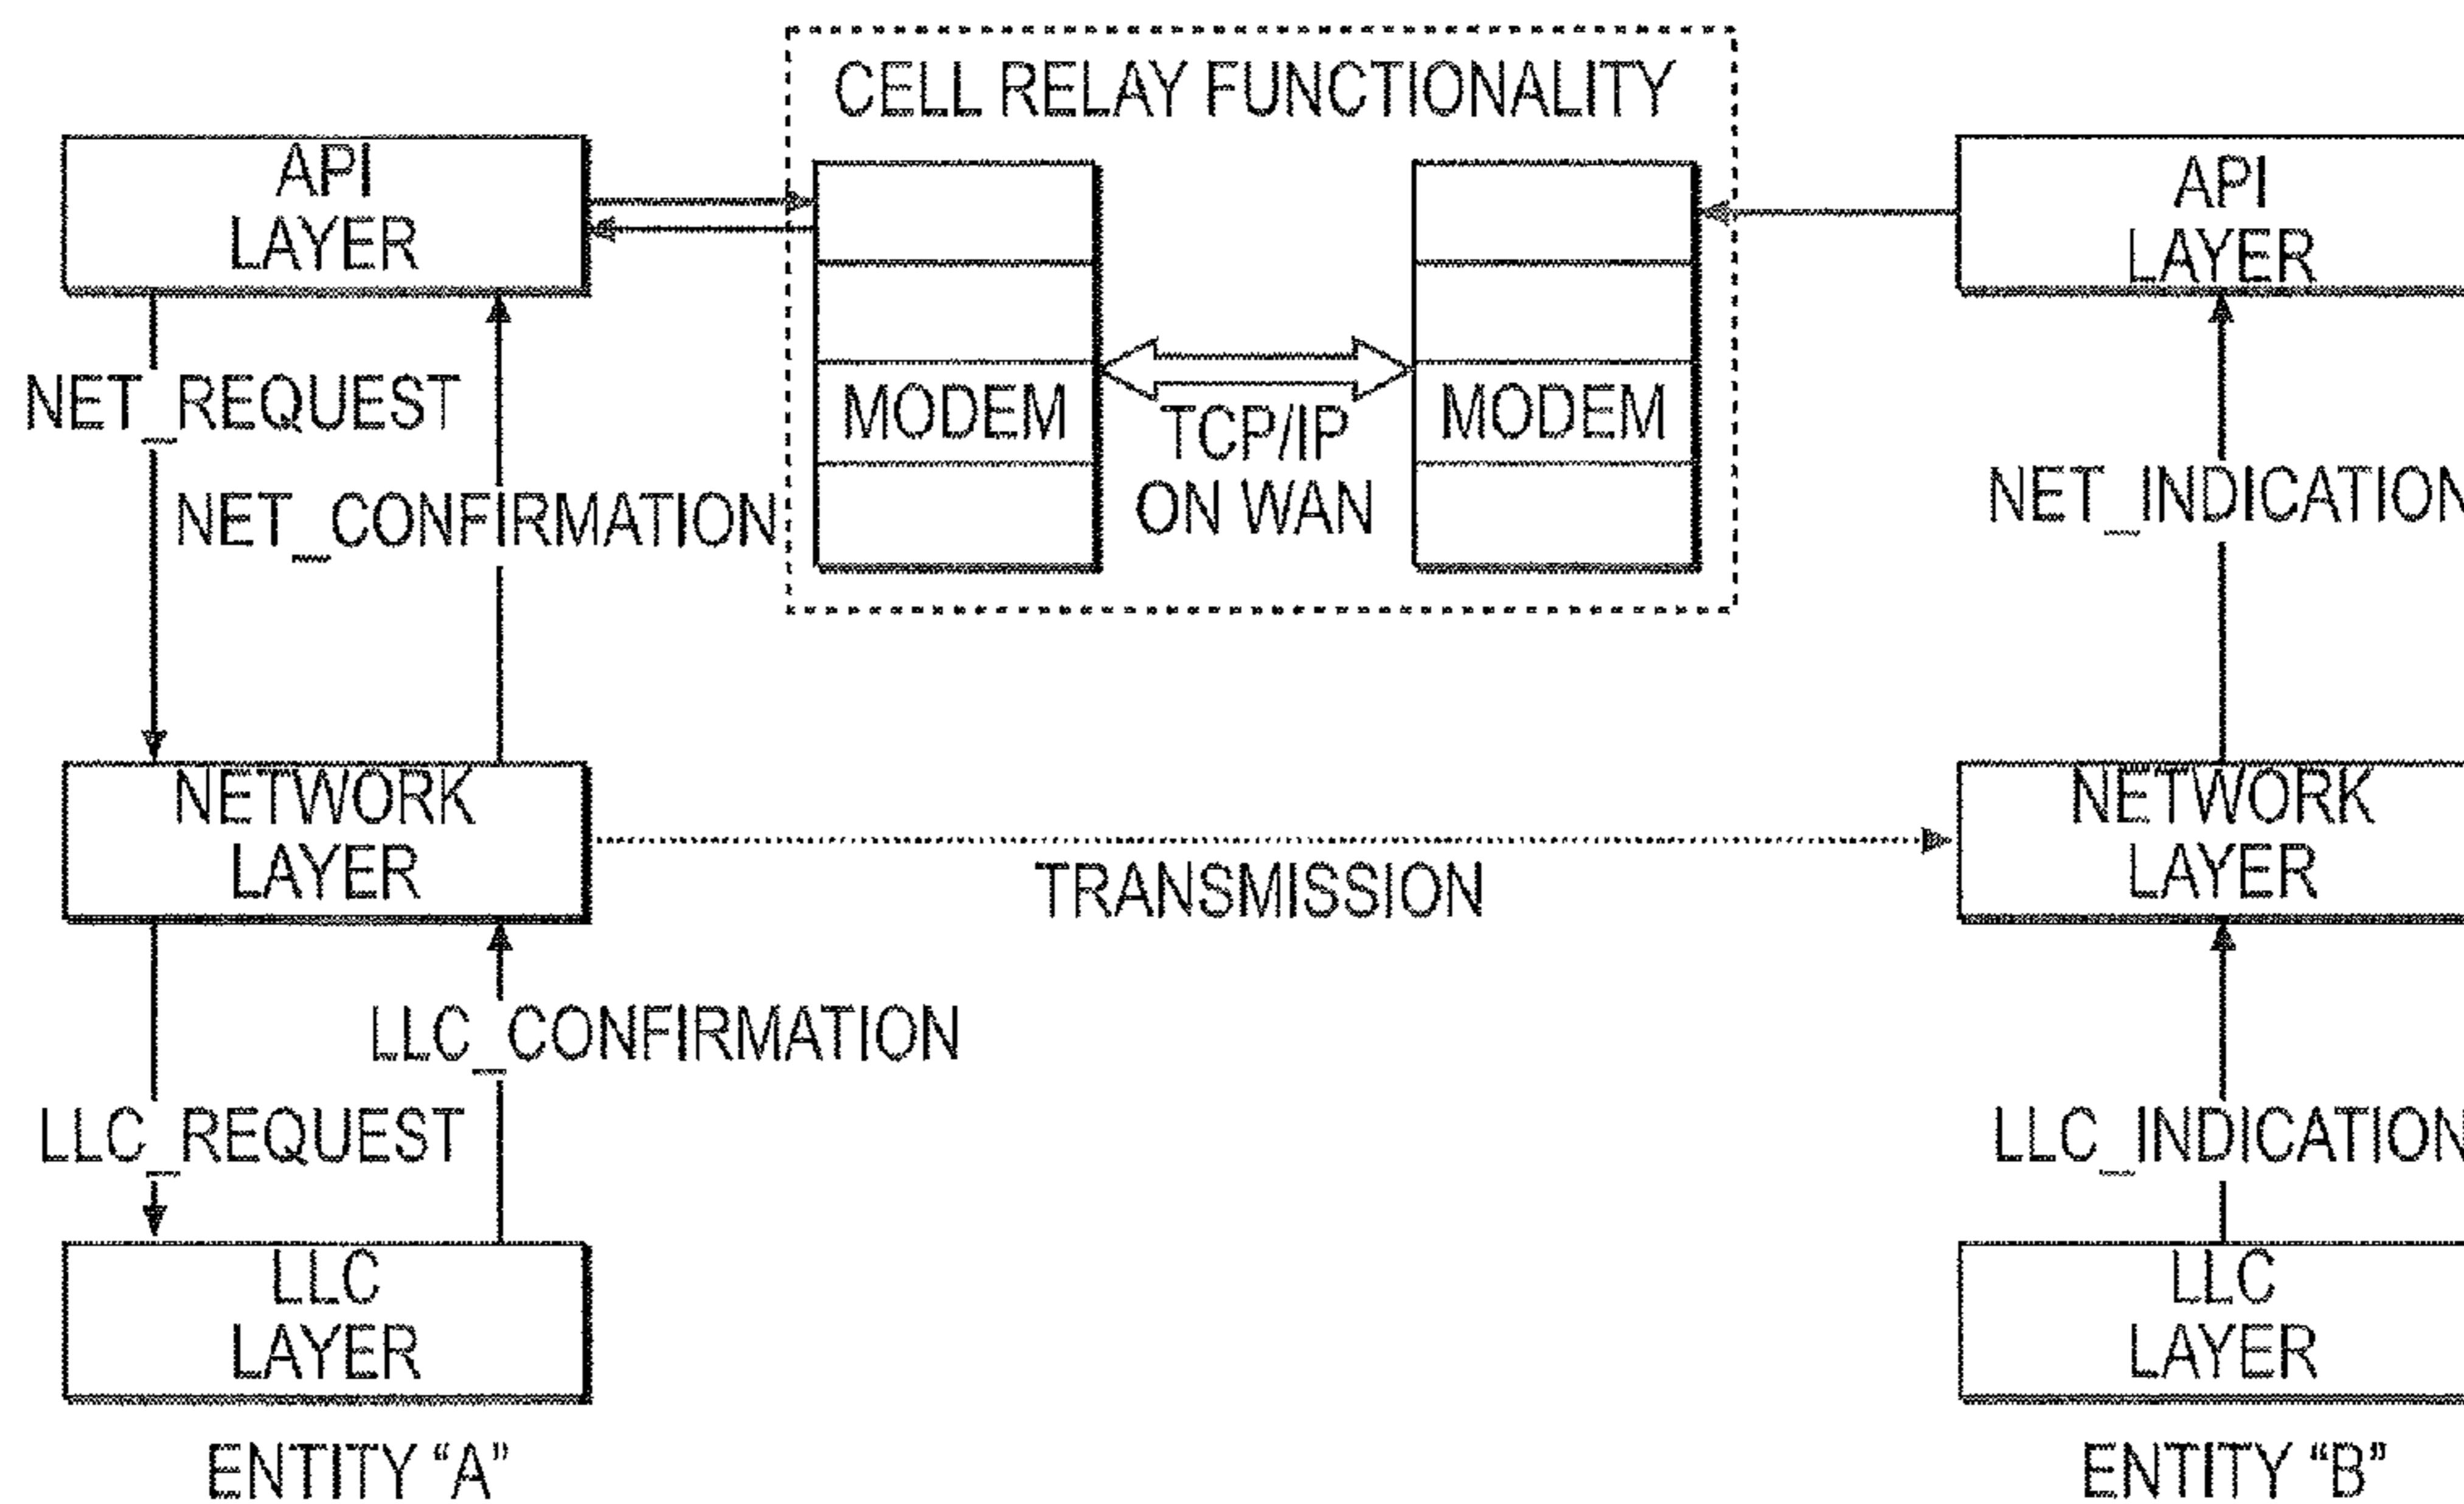 CELL RELAY FUNCTIONALITY
API
LAYER
API
LAYER
MODEM
MODEM
TCP/IP
ON WAN
NET_REQUEST
NET_CONFIRMATION
NET_INDICATION
NETWORK
LAYER
NETWORK
LAYER
TRANSMISSION
LLC_CONFIRMATION
LLC_REQUEST
LLC_INDICATION
LLC
LAYER
LLC
LAYER
ENTITY “A”
ENTITY “B”